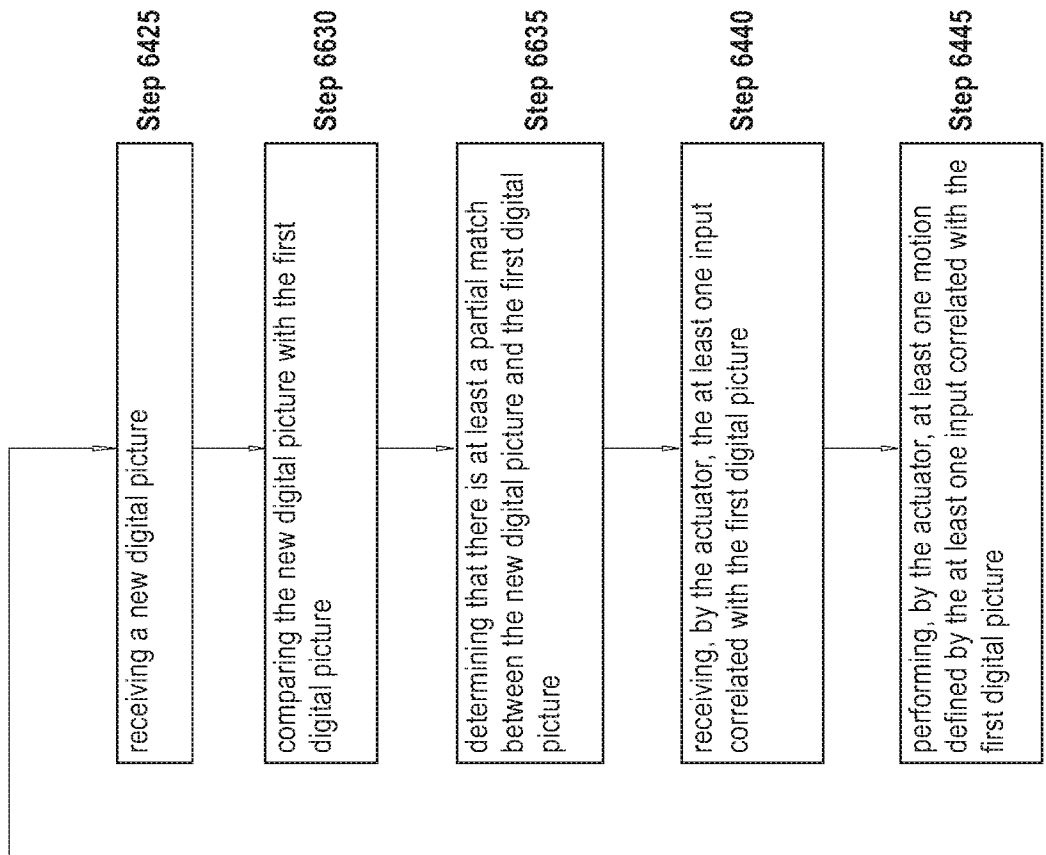 receiving a new digital picture
Step 6425
comparing the new digital picture with the first
digital picture
Step 6630
determining that there is at least a partial match
between the new digital picture and the first digital
picture
Step 6635
receiving, by the actuator, the at least one input
correlated with the first digital picture
Step 6440
performing, by the actuator, at least one motion
defined by the at least one input correlated with the
first digital picture
Step 6445